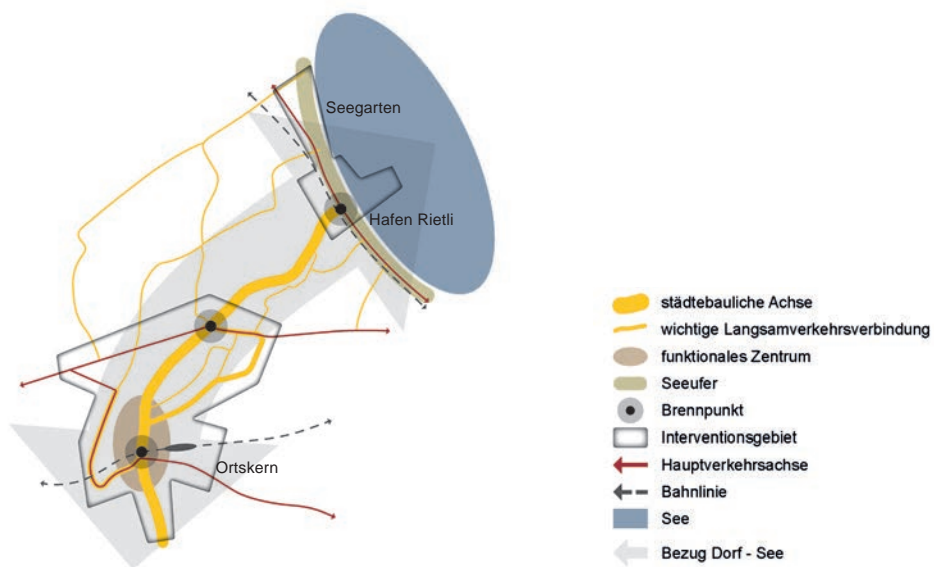 Seegarten
Hafen Rietli
Ortskern
städtebauliche Achse
wichtige Langsamverkehrsverbindung
funktionales Zentrum
Seeufer
Brennpunkt
Interventionsgebiet
Hauptverkehrsachse
Bahnlinie
See
Bezug Dorf - See